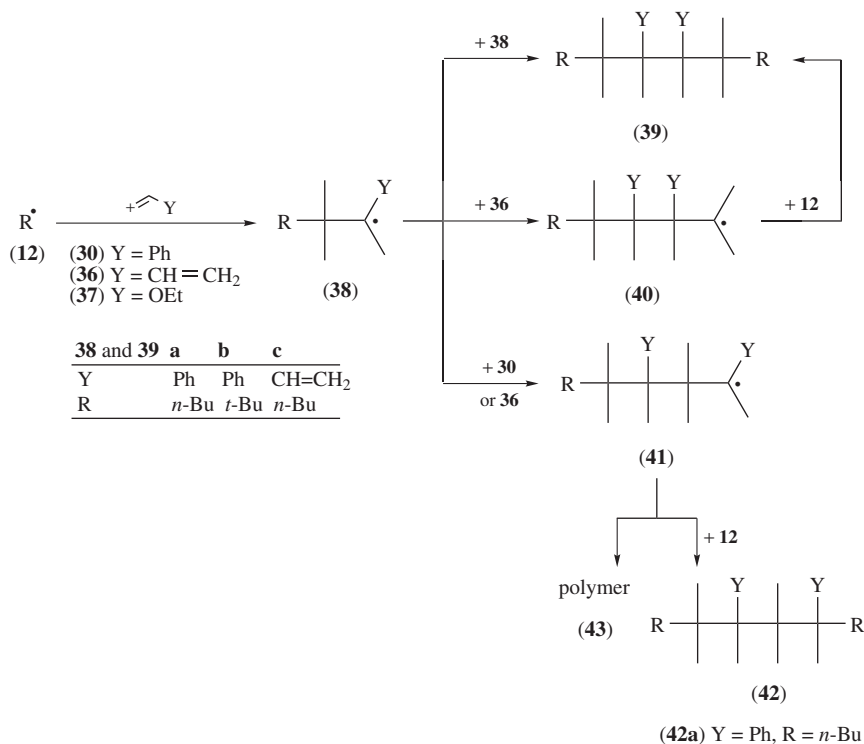 Y Y
+ 38
R R
(39)
Y
Y Y
+ Y
+ 36
+ 12
R•
R
R
(12)
(30) Y = Ph
(36) Y = CH=CH₂
(37) Y = OEt
(38)
(40)
38 and 39 a b c
Y Ph Ph CH=CH₂
R n-Bu t-Bu n-Bu
Y Y
+ 30
or 36
R
(41)
+ 12
polymer
(43)
Y Y
R R
(42)
(42a) Y = Ph, R = n-Bu